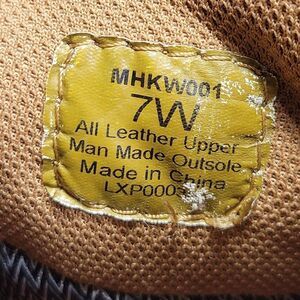 MHKW001
7W
All Leather Upper
Man Made Outsole
Made in China